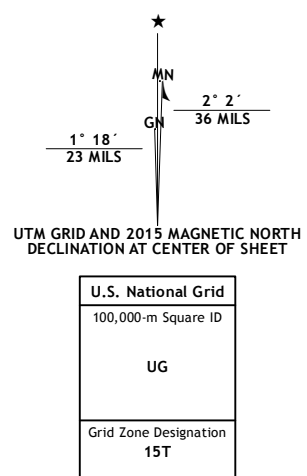 ★
MN
2° 2´
36 MILS
GN
1° 18´
23 MILS
UTM GRID AND 2015 MAGNETIC NORTH
DECLINATION AT CENTER OF SHEET
U.S. National Grid
100,000-m Square ID
UG
Grid Zone Designation
15T